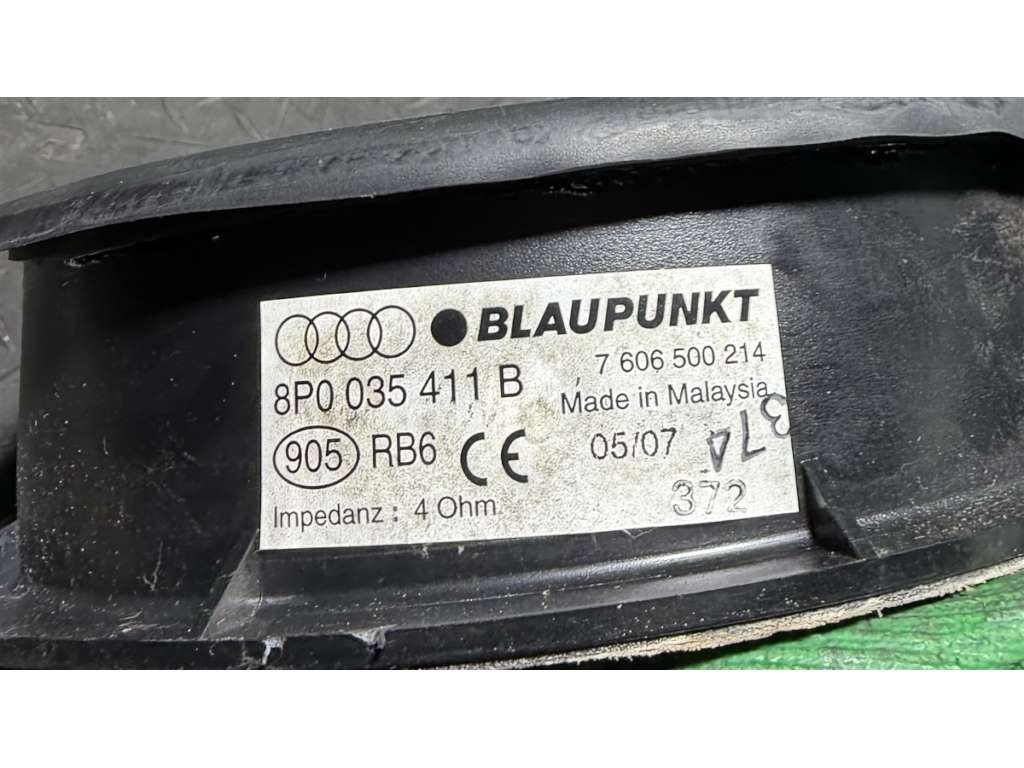 BLAUPUNKT
7 606 500 214
8P0 035 411 B
Made in Malaysia
905 RB6 CE 05/07
Impedanz : 4 Ohm
372